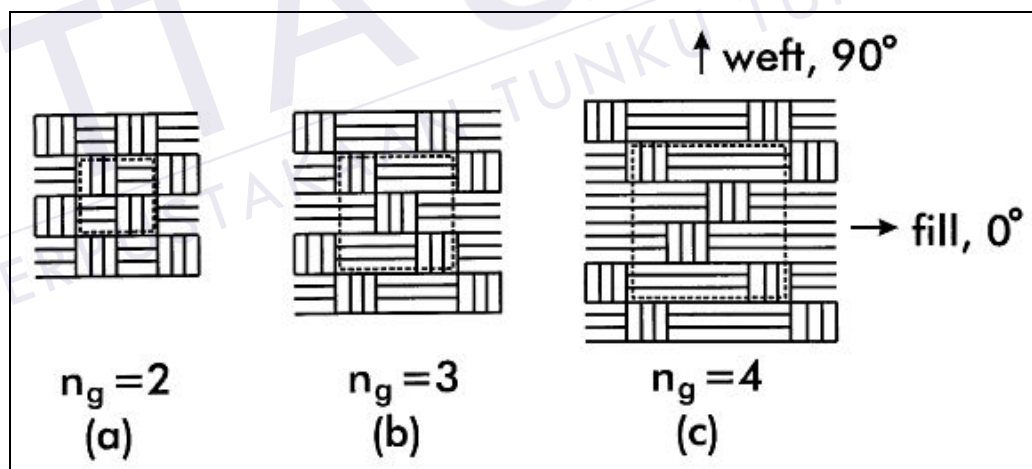 ↑ weft, 90°
→ fill, 0°
n_g = 2
(a)
n_g = 3
(b)
n_g = 4
(c)